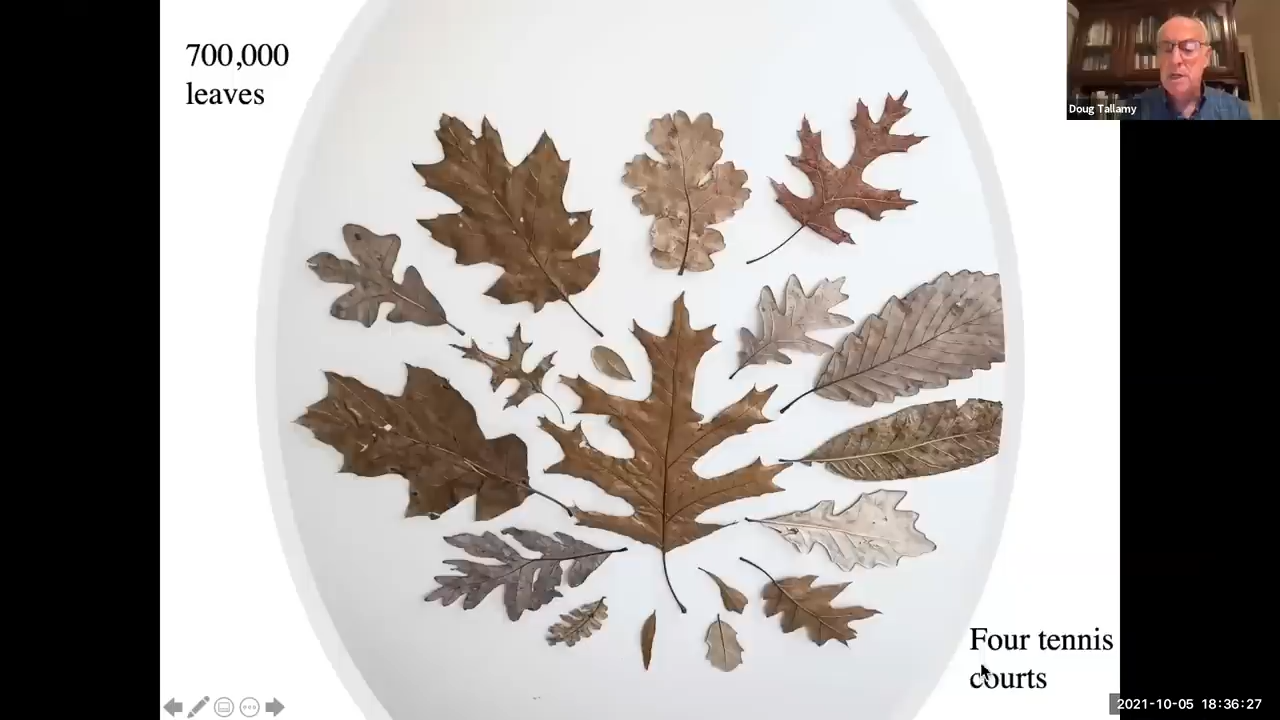 700,000
leaves
Doug Tallamy
Four tennis
courts
2021-10-05 18:36:27